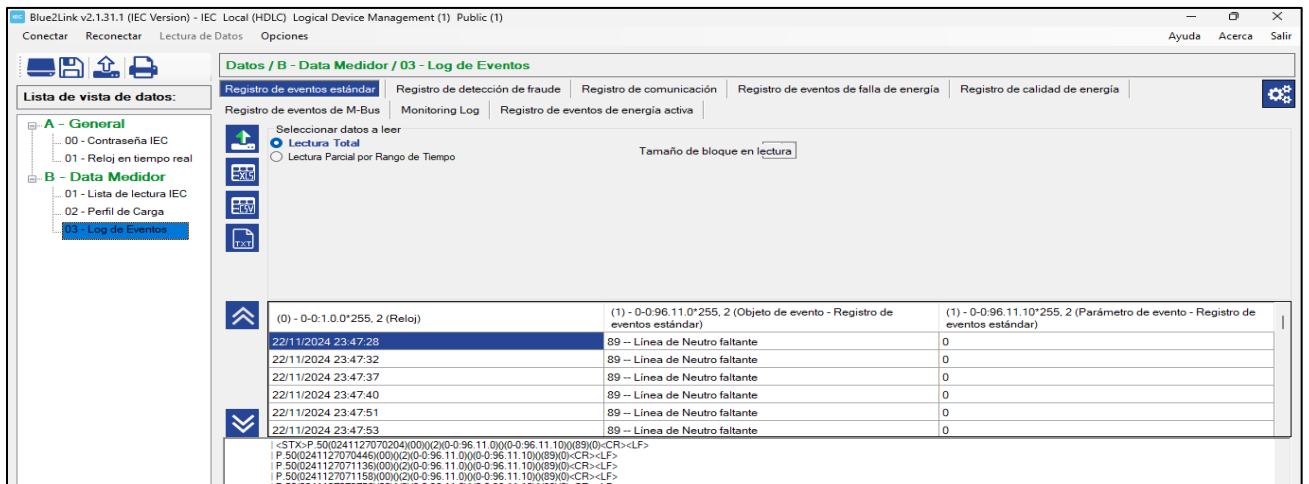 Blue2Link v2.1.31.1 (IEC Version) - IEC Local (HDLC) Logical Device Management (1) Public (1)
Conectar Reconectar Lectura de Datos Opciones Ayuda Acerca Salir
Datos / B - Data Medidor / 03 - Log de Eventos
Lista de vista de datos:
A - General
00 - Contraseña IEC
01 - Reloj en tiempo real
B - Data Medidor
01 - Lista de lectura IEC
02 - Perfil de Carga
03 - Log de Eventos
Registro de eventos estándar Registro de detección de fraude Registro de comunicación Registro de eventos de falla de energía Registro de calidad de energía
Registro de eventos de M-Bus Monitoring Log Registro de eventos de energía activa
Seleccionar datos a leer
Lectura Total
Lectura Parcial por Rango de Tiempo
Tamaño de bloque en lectura
XLS
CSV
TXT
(0) - 0-0:1.0.0*255, 2 (Reloj) (1) - 0-0:96.11.0*255, 2 (Objeto de evento - Registro de eventos estándar) (1) - 0-0:96.11.10*255, 2 (Parámetro de evento - Registro de eventos estándar)
22/11/2024 23:47:28 89 -- Línea de Neutro faltante 0
22/11/2024 23:47:32 89 -- Línea de Neutro faltante 0
22/11/2024 23:47:37 89 -- Línea de Neutro faltante 0
22/11/2024 23:47:40 89 -- Línea de Neutro faltante 0
22/11/2024 23:47:51 89 -- Línea de Neutro faltante 0
22/11/2024 23:47:53 89 -- Línea de Neutro faltante 0
<STX>P.50(0241127070204)(00)()(2)(0-0:96.11.0)()(0-0:96.11.10)()(89)(0)<CR><LF>
P.50(0241127070446)(00)()(2)(0-0:96.11.0)()(0-0:96.11.10)()(89)(0)<CR><LF>
P.50(0241127071136)(00)()(2)(0-0:96.11.0)()(0-0:96.11.10)()(89)(0)<CR><LF>
P.50(0241127071158)(00)()(2)(0-0:96.11.0)()(0-0:96.11.10)()(89)(0)<CR><LF>